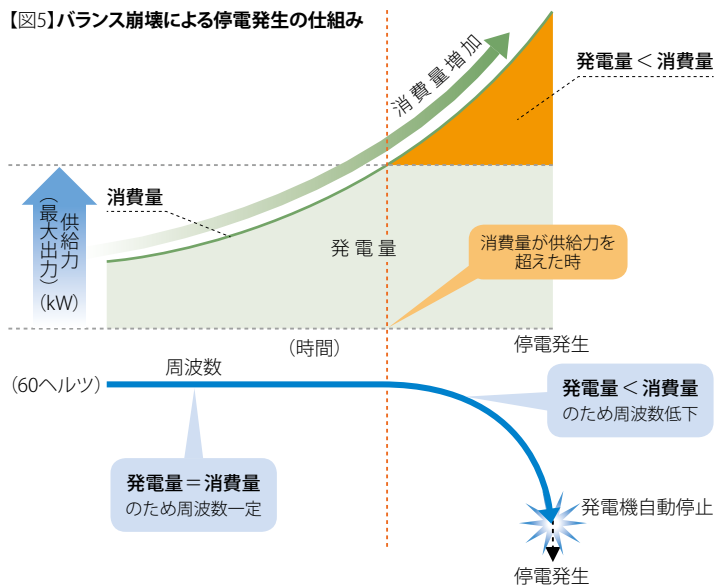 【図5】バランス崩壊による停電発生の仕組み
消費量増加
発電量＜消費量
消費量
供給力
（最大出力）
（kW）
発電量
消費量が供給力を
超えた時
（時間）
停電発生
周波数
（60ヘルツ）
発電量＜消費量
のため周波数低下
発電量＝消費量
のため周波数一定
発電機自動停止
停電発生